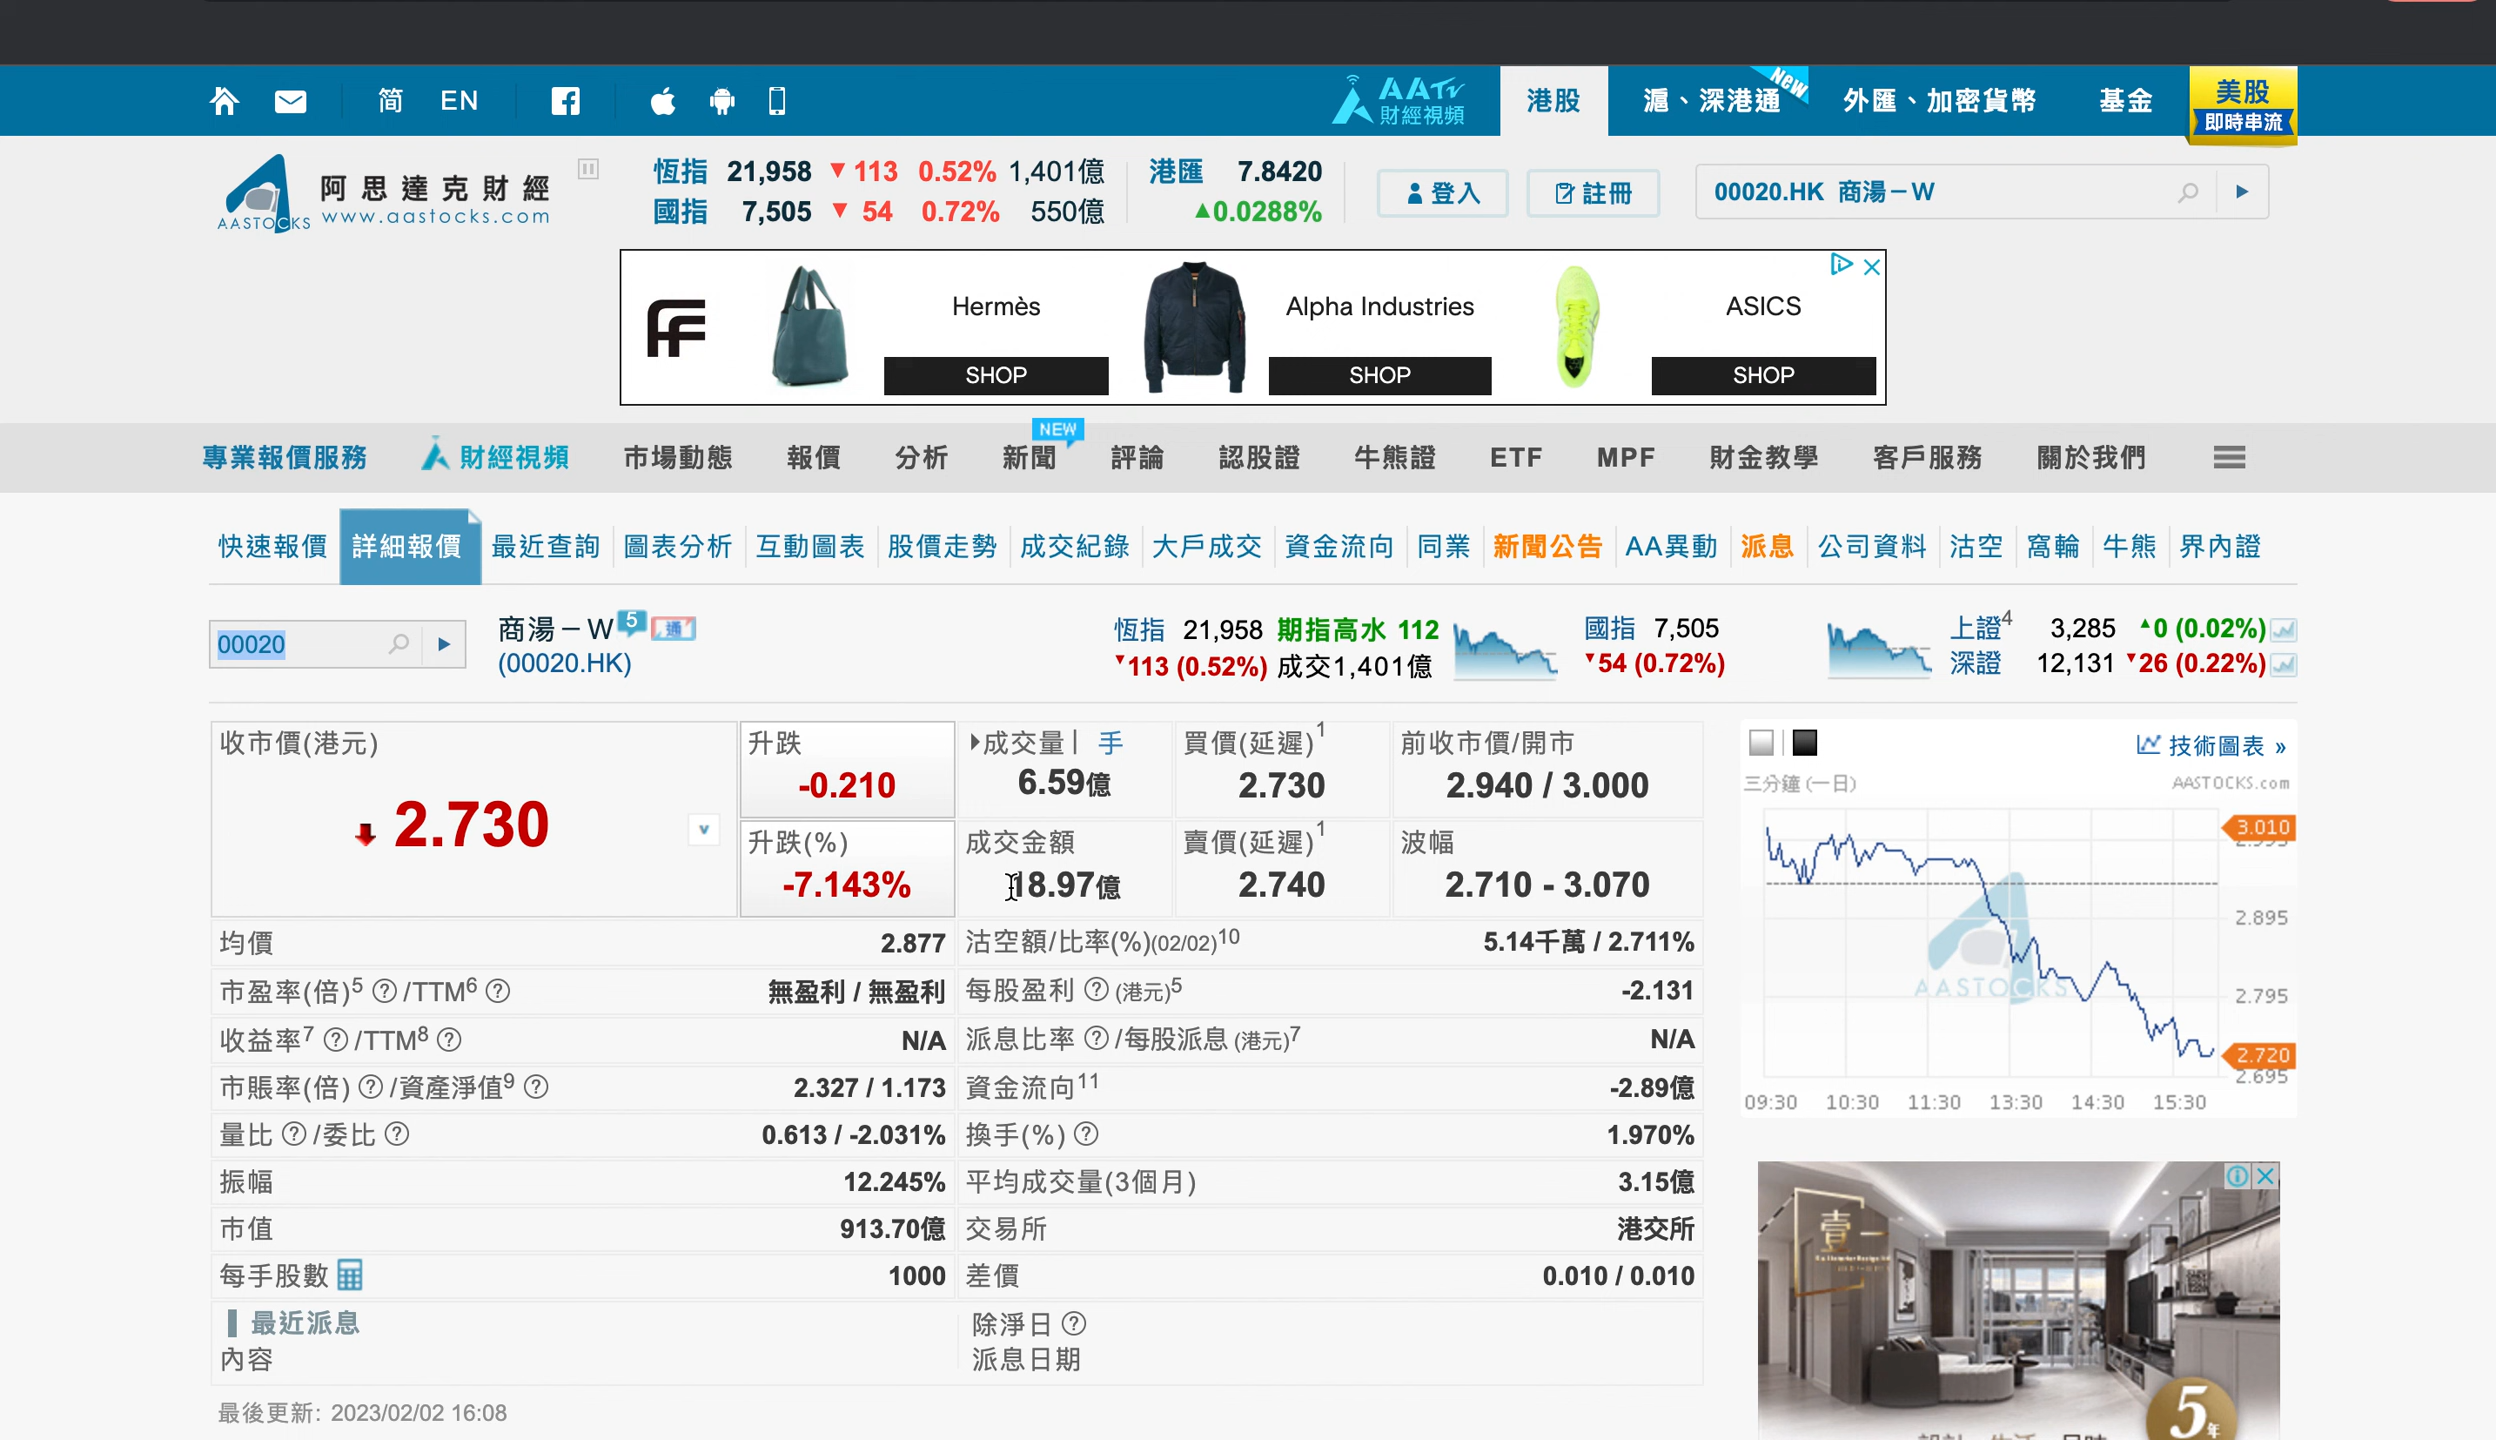 简 EN
AATV 財經視頻
港股
滬、深港通 New
外匯、加密貨幣
基金
美股
即時串流
AASTOCKS
阿思達克財經
www.aastocks.com
恆指 21,958 ▼ 113 0.52% 1,401億
國指 7,505 ▼ 54 0.72% 550億
港匯 7.8420
▲0.0288%
登入
註冊
00020.HK 商湯－W
Hermès
SHOP
Alpha Industries
SHOP
ASICS
SHOP
專業報價服務 財經視頻 市場動態 報價 分析 新聞 NEW 評論 認股證 牛熊證 ETF MPF 財金教學 客戶服務 關於我們
快速報價 詳細報價 最近查詢 圖表分析 互動圖表 股價走勢 成交紀錄 大戶成交 資金流向 同業 新聞公告 AA異動 派息 公司資料 沽空 窩輪 牛熊 界內證
00020
商湯－W 5 通
(00020.HK)
恆指 21,958 期指高水 112
▼113 (0.52%) 成交1,401億
國指 7,505
▼54 (0.72%)
上證4 3,285 ▲0 (0.02%)
深證 12,131 ▼26 (0.22%)
收市價(港元)
2.730
v
升跌
-0.210
升跌(%)
-7.143%
成交量| 手
6.59億
成交金額
18.97億
買價(延遲)1
2.730
賣價(延遲)1
2.740
前收市價/開市
2.940 / 3.000
波幅
2.710 - 3.070
均價 2.877
沽空額/比率(%)(02/02)10 5.14千萬 / 2.711%
市盈率(倍)5 ? /TTM6 ? 無盈利 / 無盈利
每股盈利 ? (港元)5 -2.131
收益率7 ? /TTM8 ? N/A
派息比率 ? /每股派息 (港元)7 N/A
市賬率(倍) ? /資產淨值9 ? 2.327 / 1.173
資金流向11 -2.89億
量比 ? /委比 ? 0.613 / -2.031%
換手(%) ? 1.970%
振幅 12.245%
平均成交量(3個月) 3.15億
市值 913.70億
交易所 港交所
每手股數 1000
差價 0.010 / 0.010
最近派息
內容
除淨日 ?
派息日期
最後更新: 2023/02/02 16:08
技術圖表 »
三分鐘 (一日) AASTOCKS.com
3.010
2.995
2.895
2.795
2.720
2.695
AASTOCKS
09:30 10:30 11:30 13:30 14:30 15:30
壹
5年